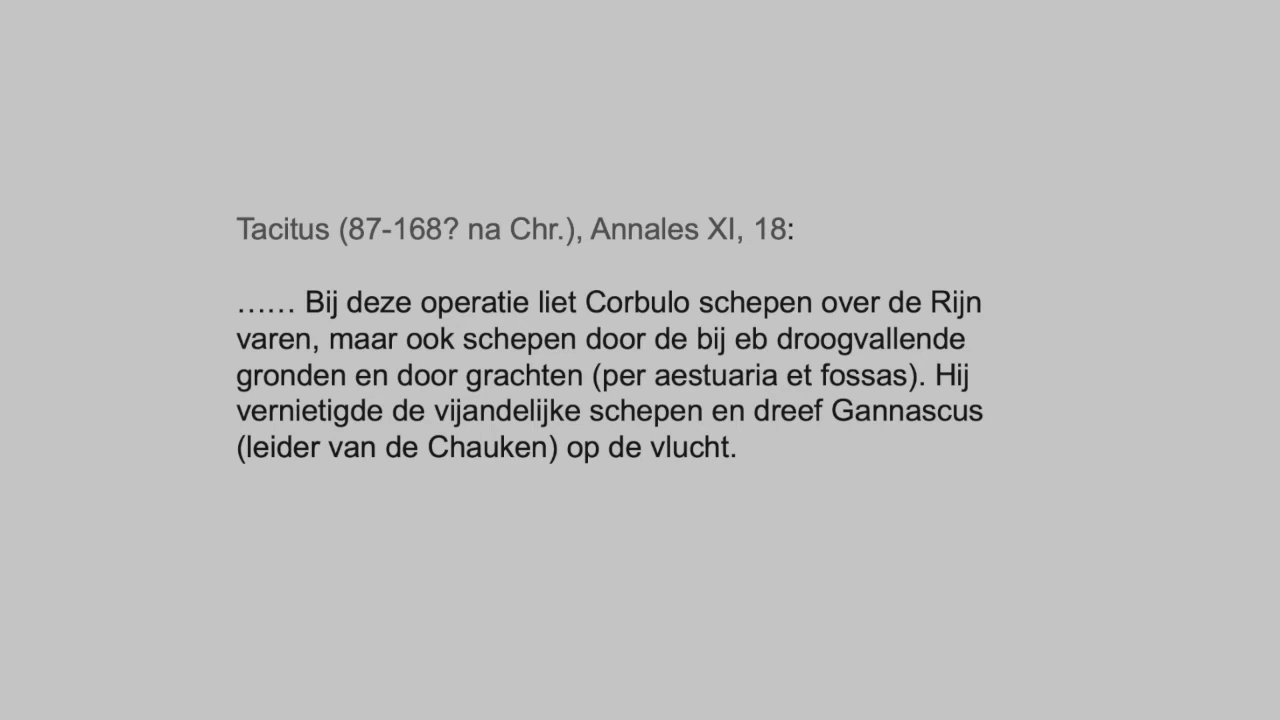 Tacitus (87-168? na Chr.), Annales XI, 18:
…… Bij deze operatie liet Corbulo schepen over de Rijn
varen, maar ook schepen door de bij eb droogvallende
gronden en door grachten (per aestuaria et fossas). Hij
vernietigde de vijandelijke schepen en dreef Gannascus
(leider van de Chauken) op de vlucht.